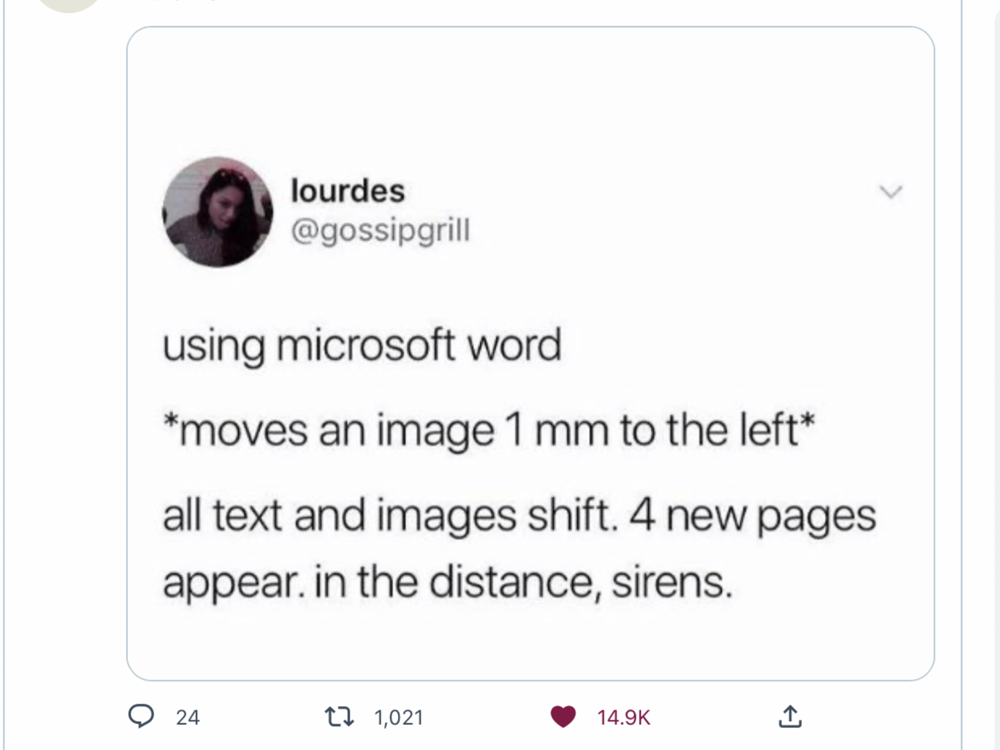 lourdes
@gossipgrill
using microsoft word
*moves an image 1 mm to the left*
all text and images shift. 4 new pages
appear. in the distance, sirens.
24 1,021 14.9K